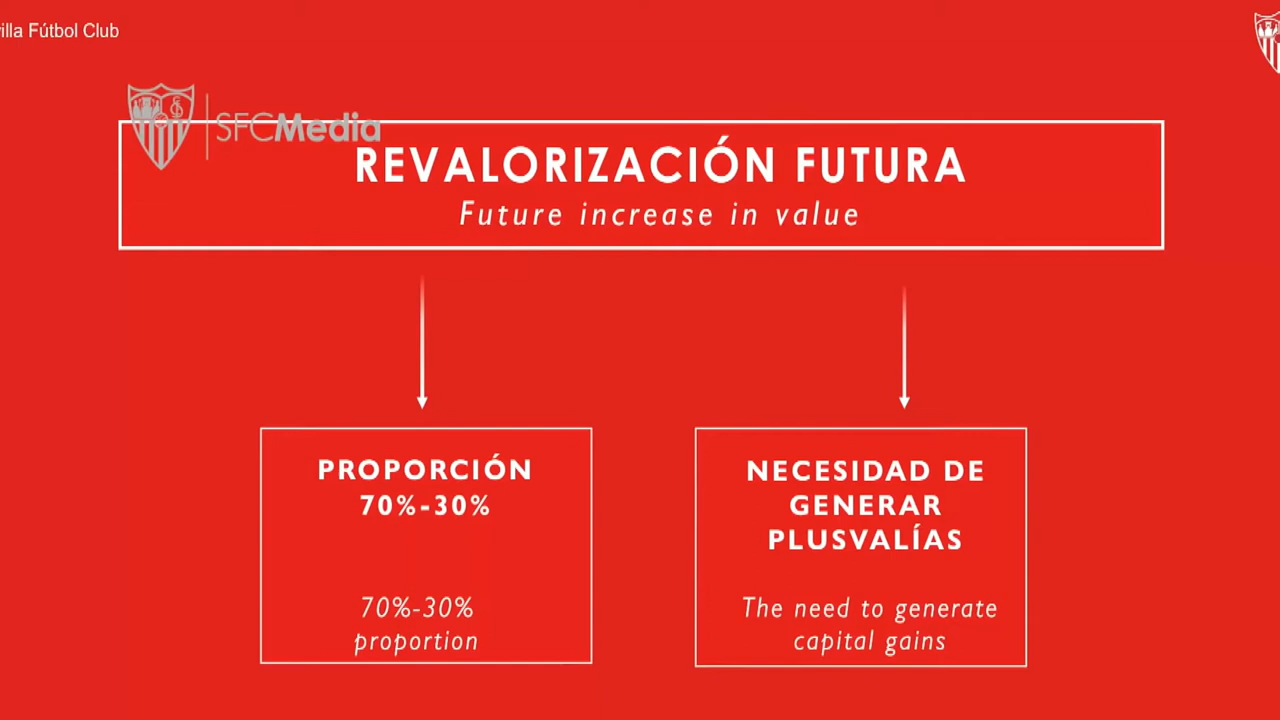 villa Fútbol Club
SFCMedia
REVALORIZACIÓN FUTURA
Future increase in value
PROPORCIÓN
70%-30%
70%-30%
proportion
NECESIDAD DE
GENERAR
PLUSVALÍAS
The need to generate
capital gains